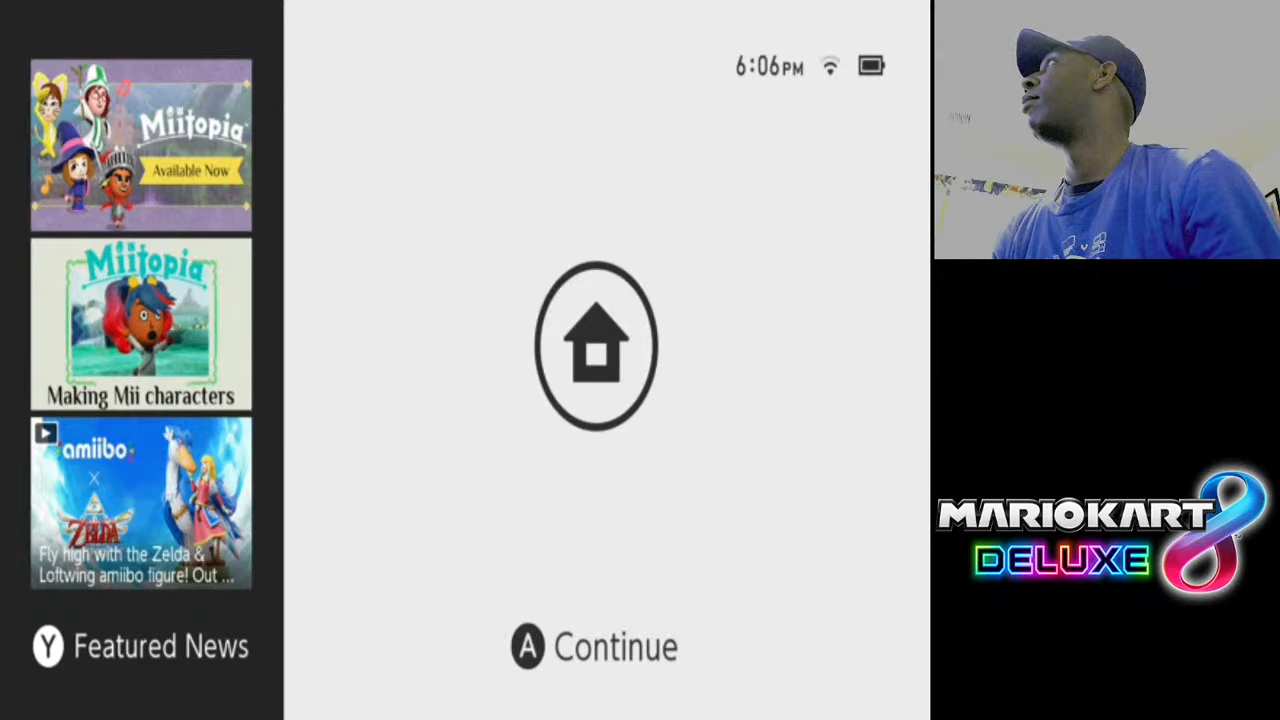 Miitopia
Available Now
Miitopia
Making Mii characters
amiibo
X
ZELDA
Fly high with the Zelda &
Loftwing amiibo figure! Out ...
Y Featured News
6:06PM
A Continue
MARIOKART 8
DELUXE